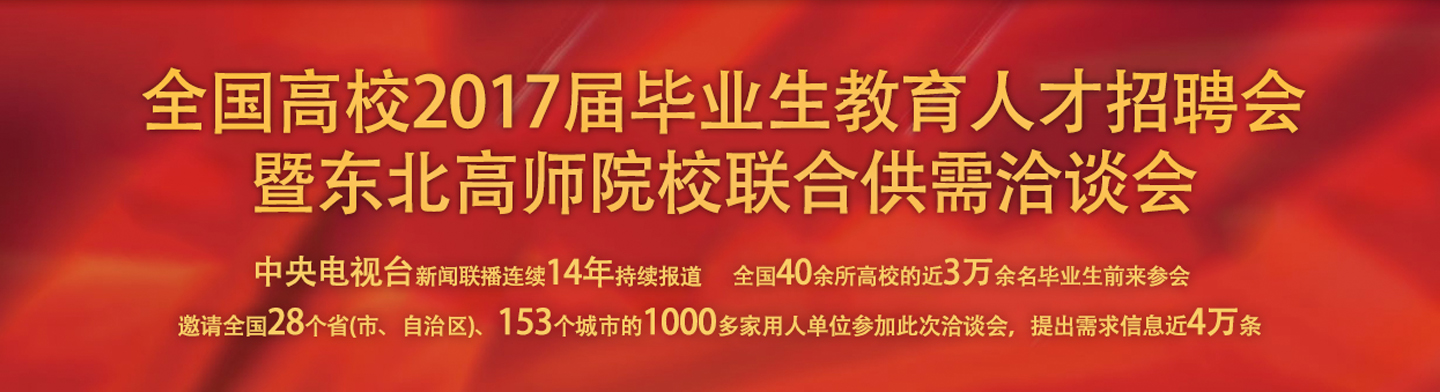 全国高校2017届毕业生教育人才招聘会
暨东北高师院校联合供需洽谈会
中央电视台新闻联播连续14年持续报道 全国40余所高校的近3万余名毕业生前来参会
邀请全国28个省(市、自治区)、153个城市的1000多家用人单位参加此次洽谈会，提出需求信息近4万条